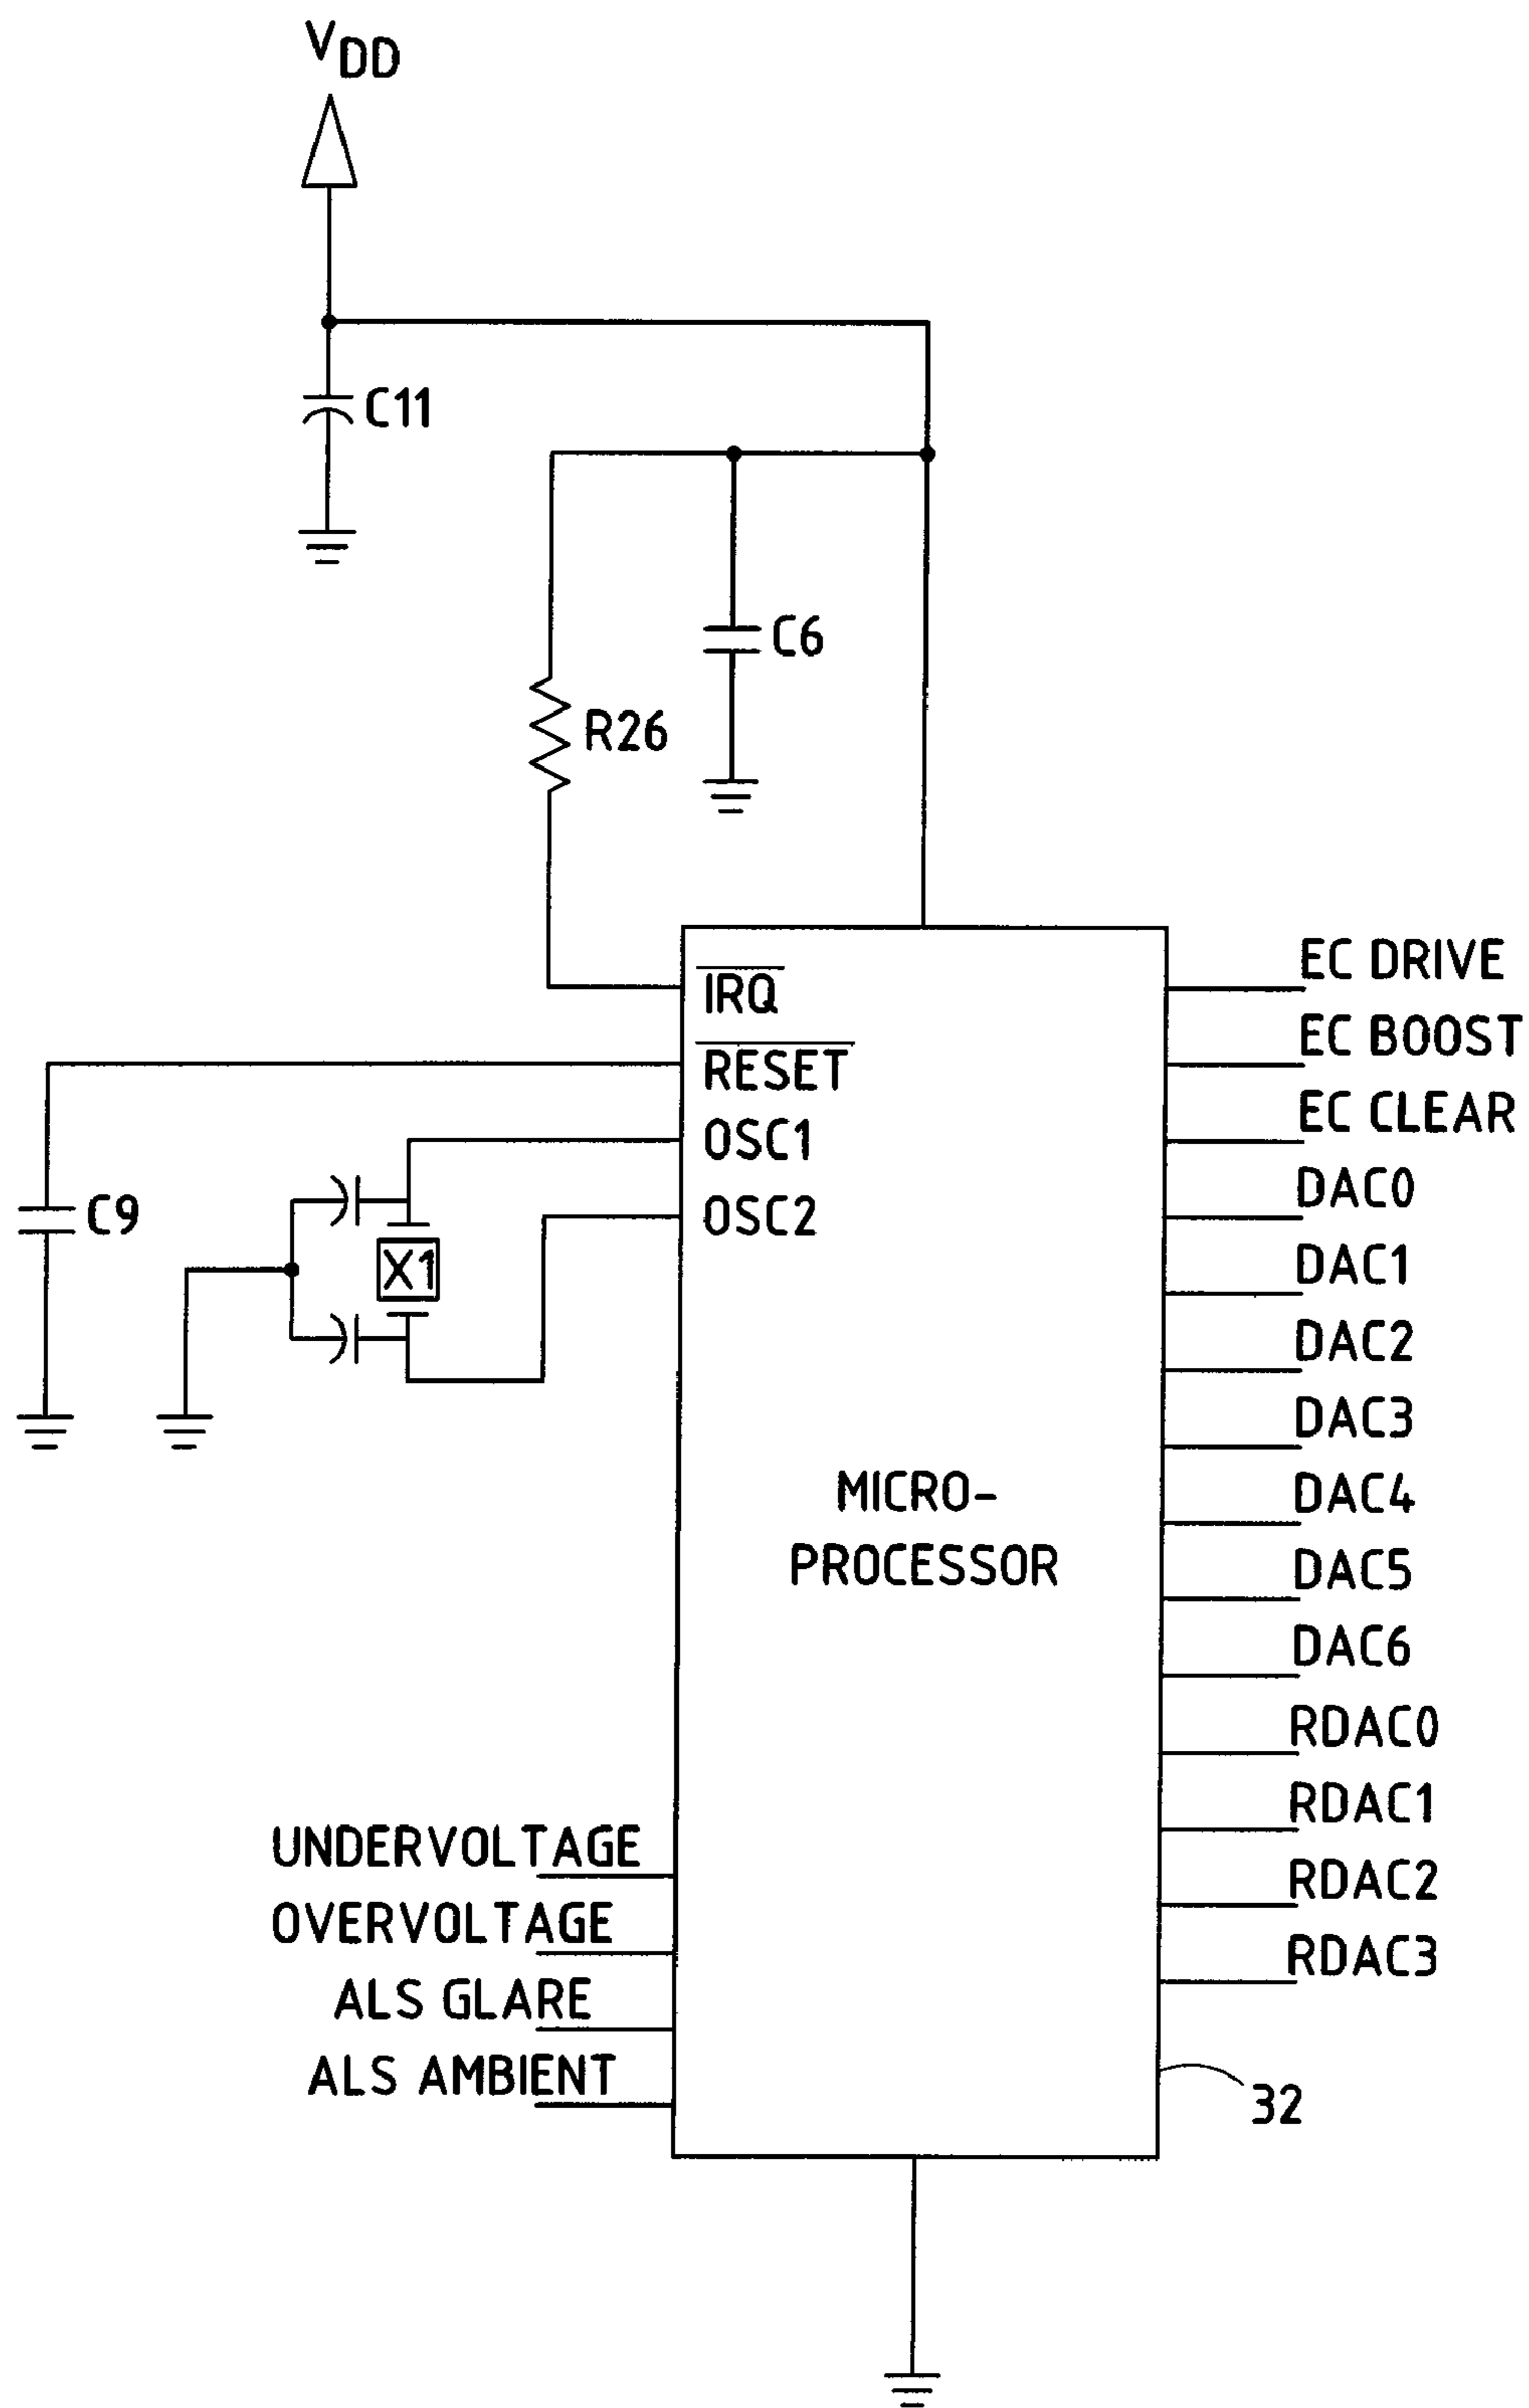 VDD
C11
C6
R26
IRQ
RESET
OSC1
OSC2
C9
X1
MICRO-
PROCESSOR
EC DRIVE
EC BOOST
EC CLEAR
DAC0
DAC1
DAC2
DAC3
DAC4
DAC5
DAC6
RDAC0
RDAC1
RDAC2
RDAC3
UNDERVOLTAGE
OVERVOLTAGE
ALS GLARE
ALS AMBIENT
32